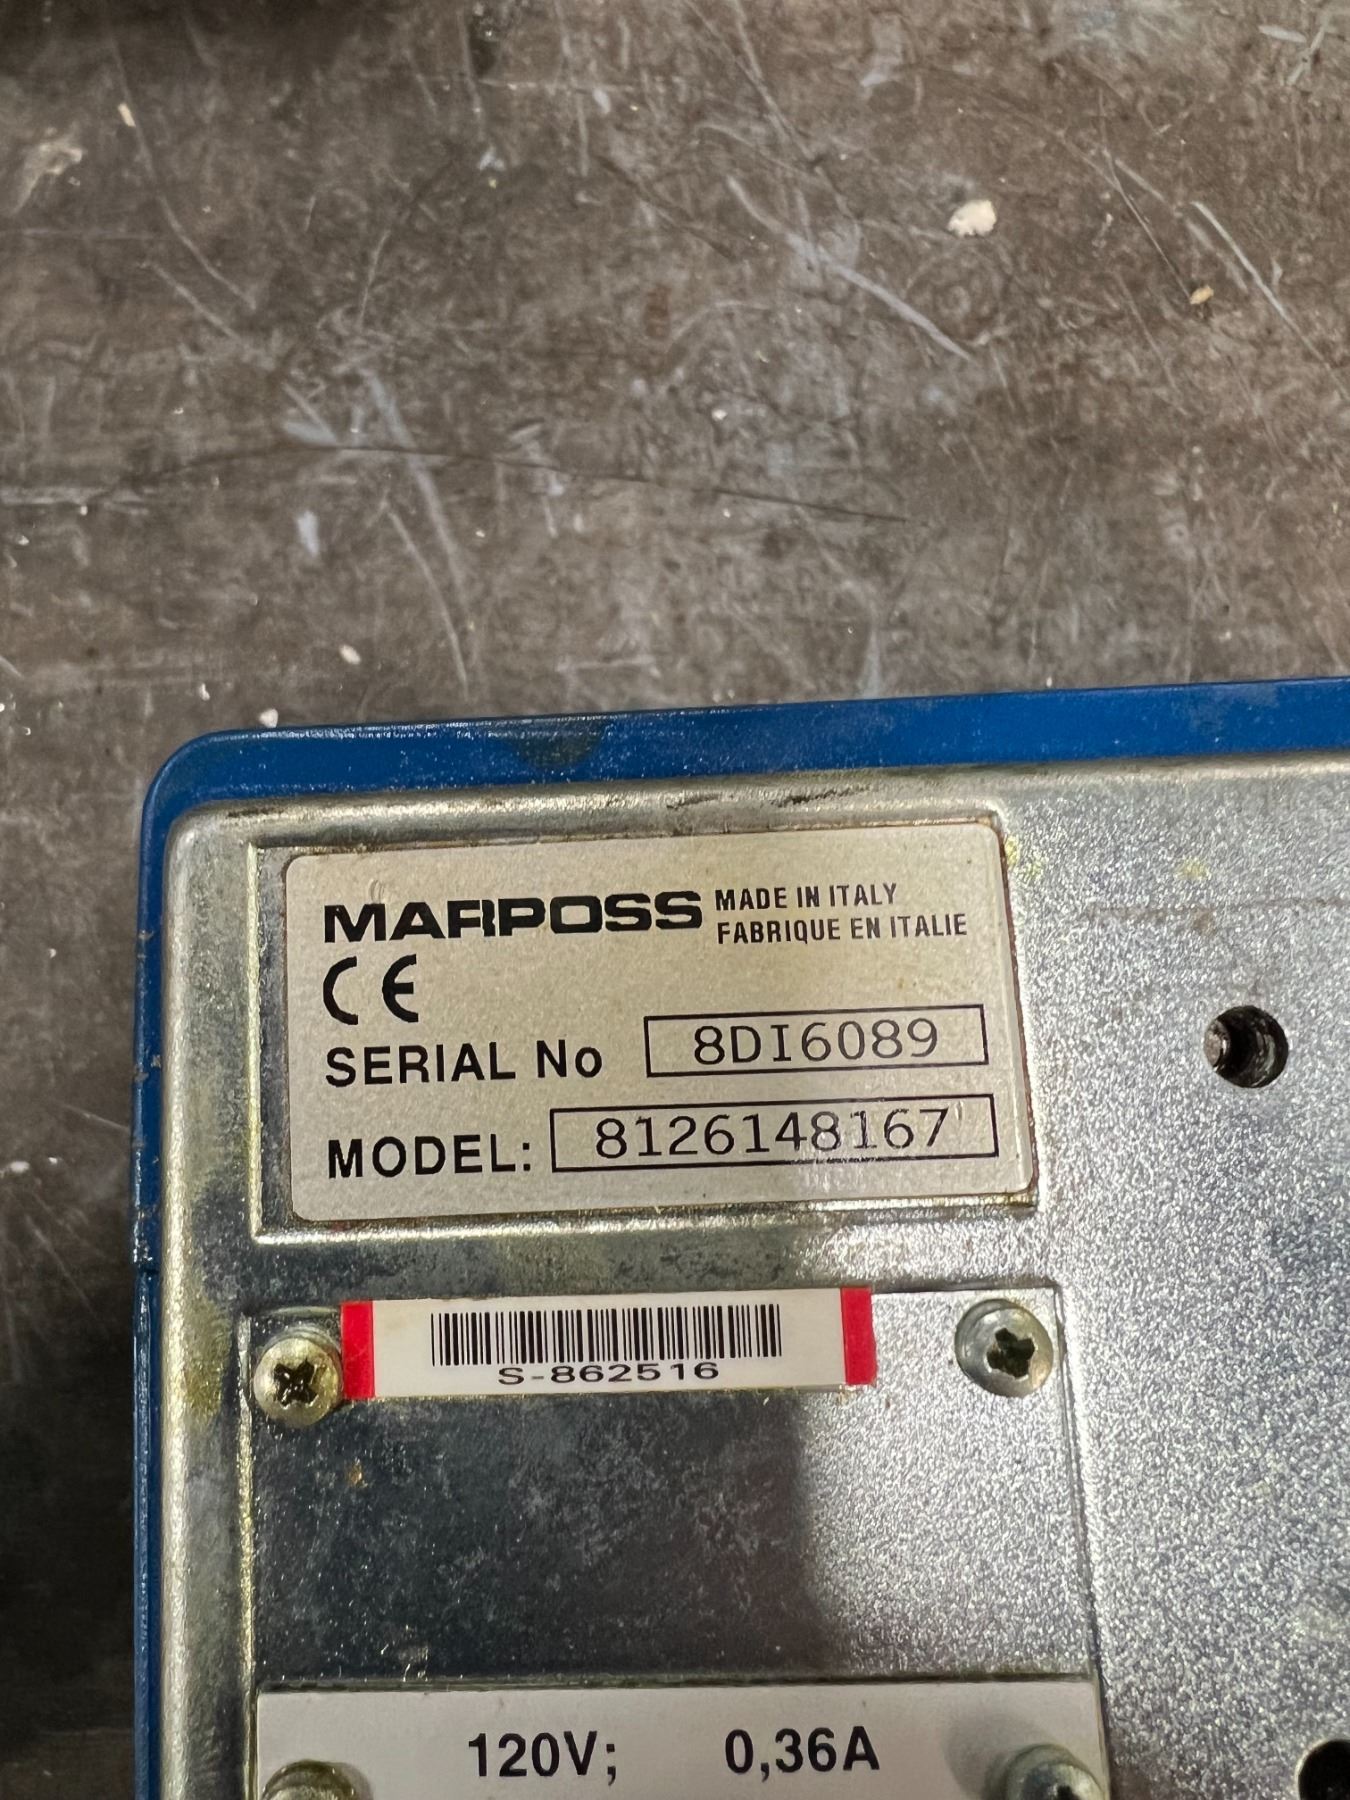 MARPOSS MADE IN ITALY
FABRIQUE EN ITALIE
CE
SERIAL No 8DI6089
MODEL: 8126148167
S-862516
120V; 0,36A